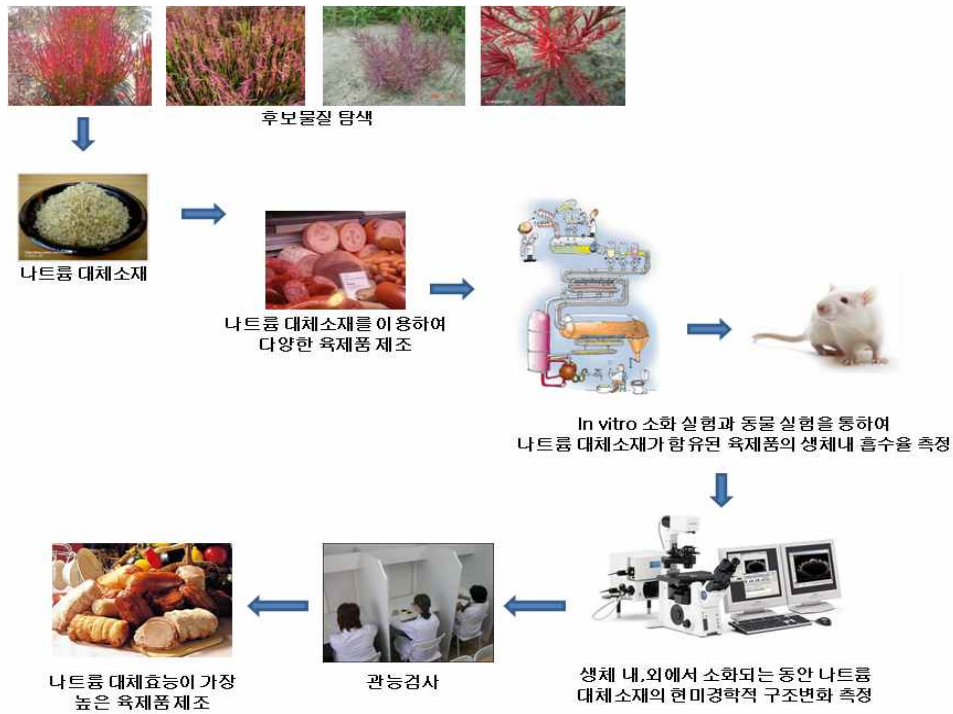 후보물질 탐색
나트륨 대체소재
나트륨 대체소재를 이용하여
다양한 육제품 제조
In vitro 소화 실험과 동물 실험을 통하여
나트륨 대체소재가 함유된 육제품의 생체내 흡수율 측정
생체 내,외에서 소화되는 동안 나트륨
대체소재의 현미경학적 구조변화 측정
관능검사
나트륨 대체효능이 가장
높은 육제품 제조